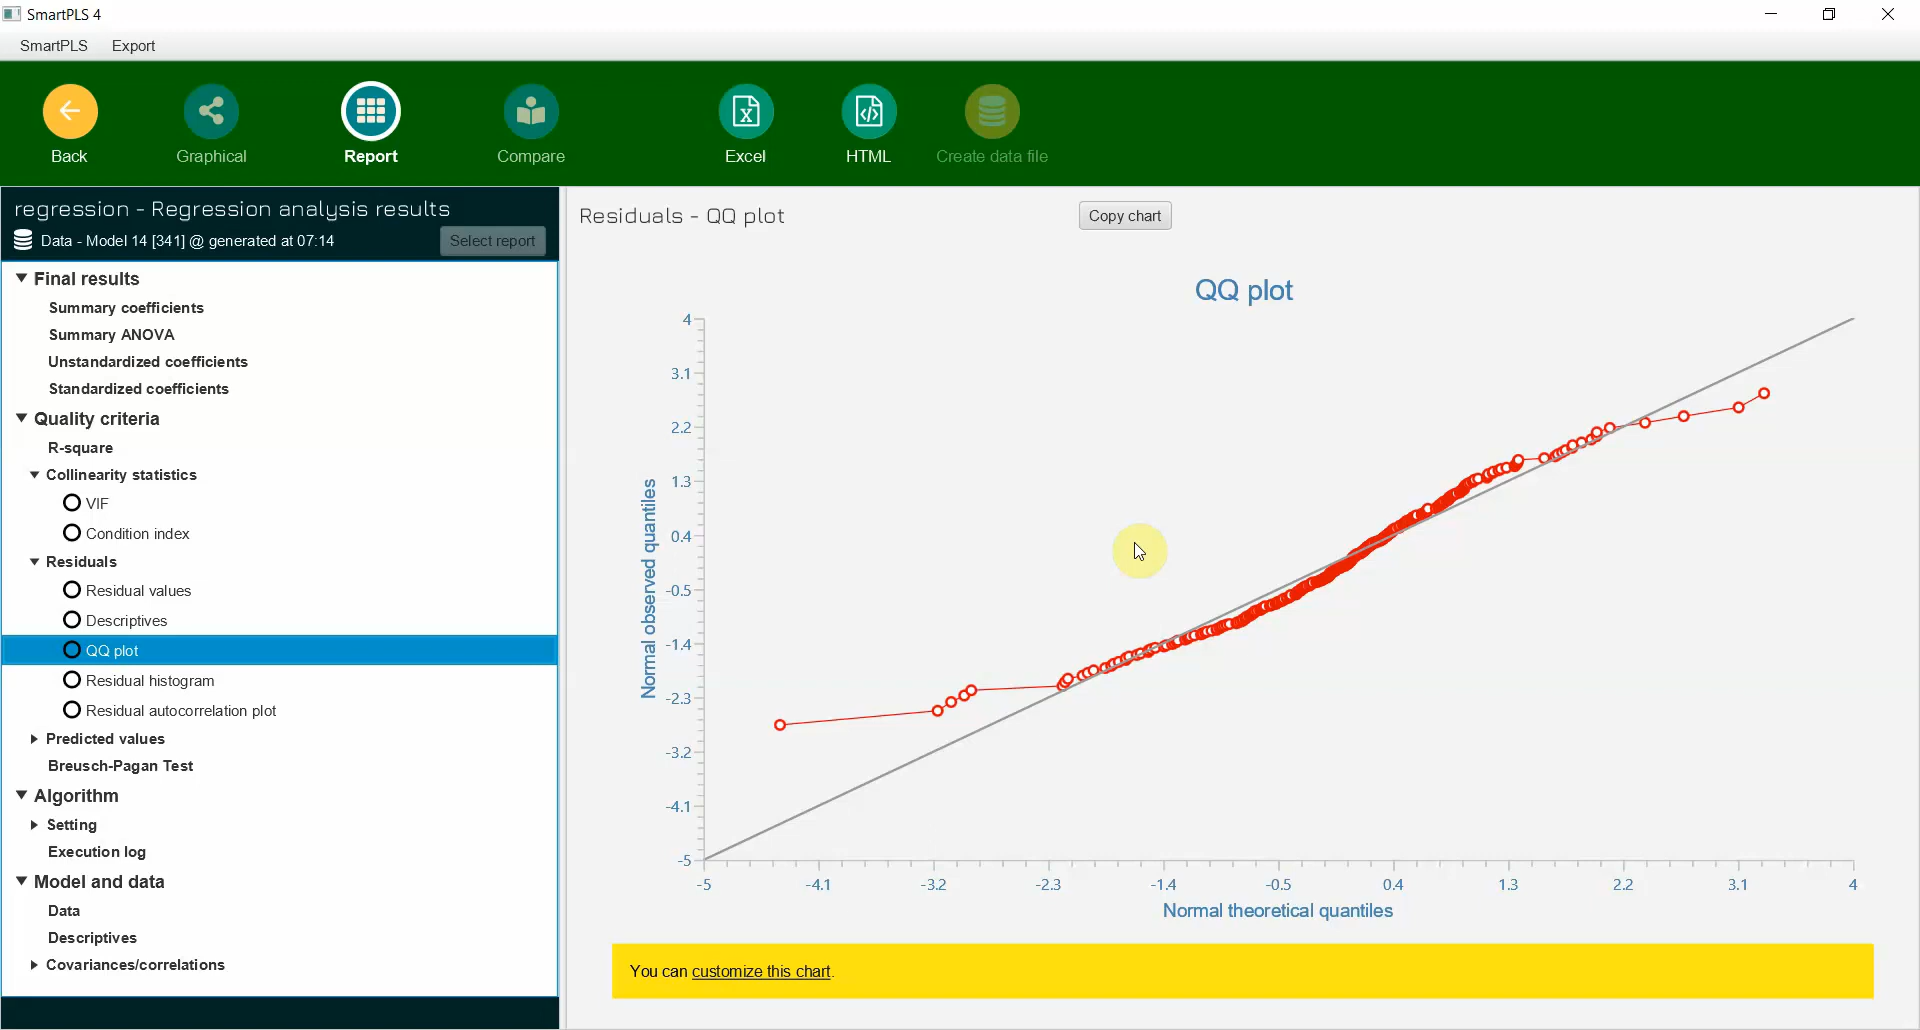 SmartPLS 4
SmartPLS Export
Back
Graphical
Report
Compare
Excel
HTML
Create data file
regression - Regression analysis results
Data - Model 14 [341] @ generated at 07:14
Select report
Final results
Summary coefficients
Summary ANOVA
Unstandardized coefficients
Standardized coefficients
Quality criteria
R-square
Collinearity statistics
VIF
Condition index
Residuals
Residual values
Descriptives
QQ plot
Residual histogram
Residual autocorrelation plot
Predicted values
Breusch-Pagan Test
Algorithm
Setting
Execution log
Model and data
Data
Descriptives
Covariances/correlations
Residuals - QQ plot
Copy chart
QQ plot
Normal observed quantiles
4
3.1
2.2
1.3
0.4
-0.5
-1.4
-2.3
-3.2
-4.1
-5
-5 -4.1 -3.2 -2.3 -1.4 -0.5 0.4 1.3 2.2 3.1 4
Normal theoretical quantiles
You can customize this chart.